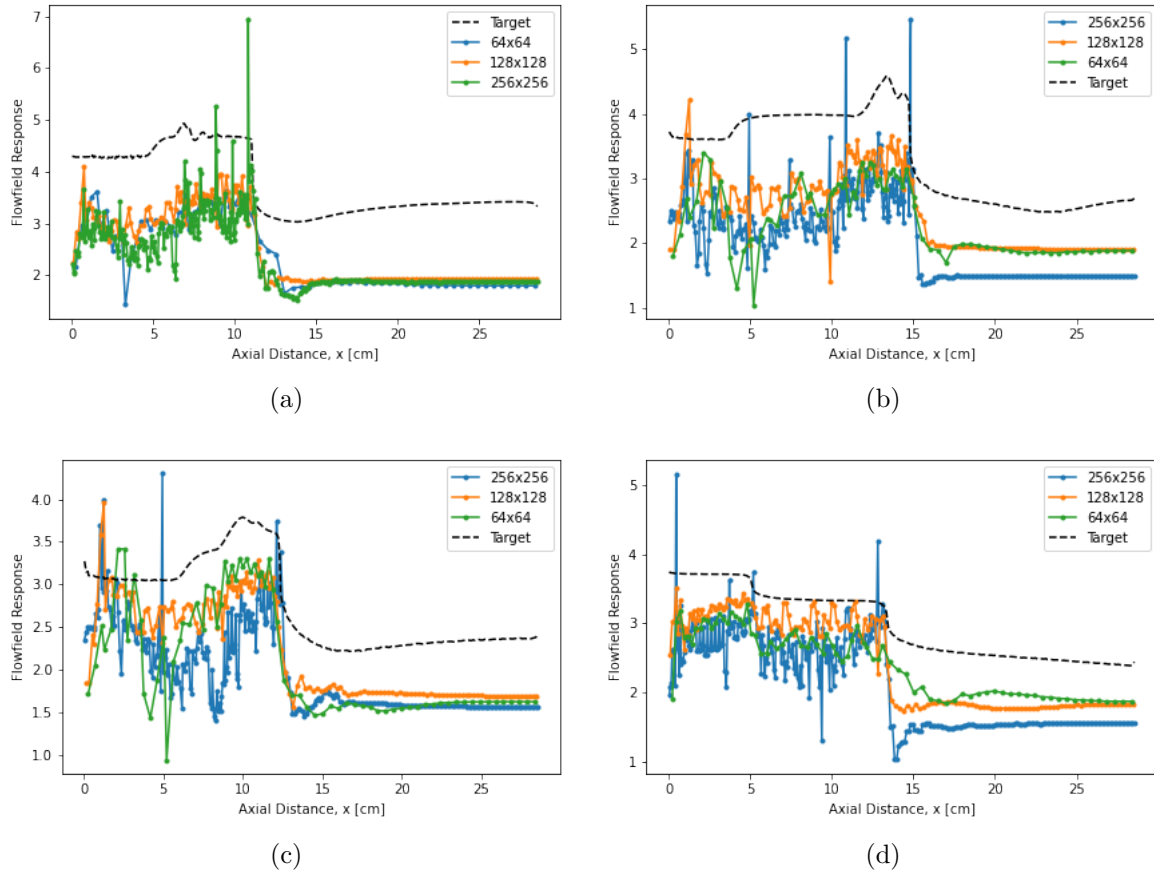 7
6
5
4
3
2
Flowfield Response
0 5 10 15 20 25
Axial Distance, x [cm]
Target
64x64
128x128
256x256
(a)
5
4
3
2
1
Flowfield Response
0 5 10 15 20 25
Axial Distance, x [cm]
256x256
128x128
64x64
Target
(b)
4.0
3.5
3.0
2.5
2.0
1.5
1.0
Flowfield Response
0 5 10 15 20 25
Axial Distance, x [cm]
256x256
128x128
64x64
Target
(c)
5
4
3
2
1
Flowfield Response
0 5 10 15 20 25
Axial Distance, x [cm]
256x256
128x128
64x64
Target
(d)